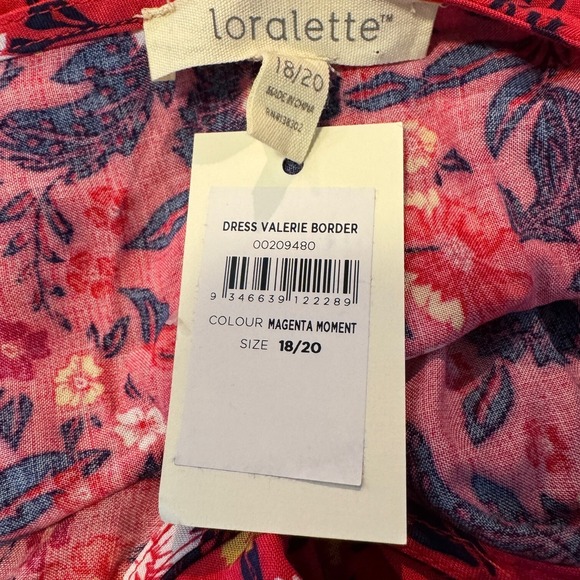 loralette™
18/20
MADE IN CHINA
DRESS VALERIE BORDER
00209480
9 346639 122289
COLOUR MAGENTA MOMENT
SIZE 18/20